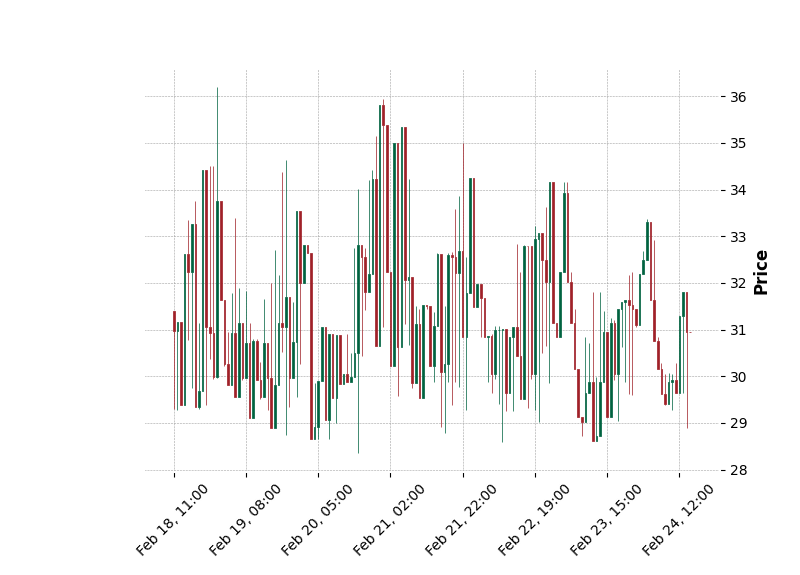 36
35
34
33
32
31
30
29
28
Price
Feb 18, 11:00
Feb 19, 08:00
Feb 20, 05:00
Feb 21, 02:00
Feb 21, 22:00
Feb 22, 19:00
Feb 23, 15:00
Feb 24, 12:00